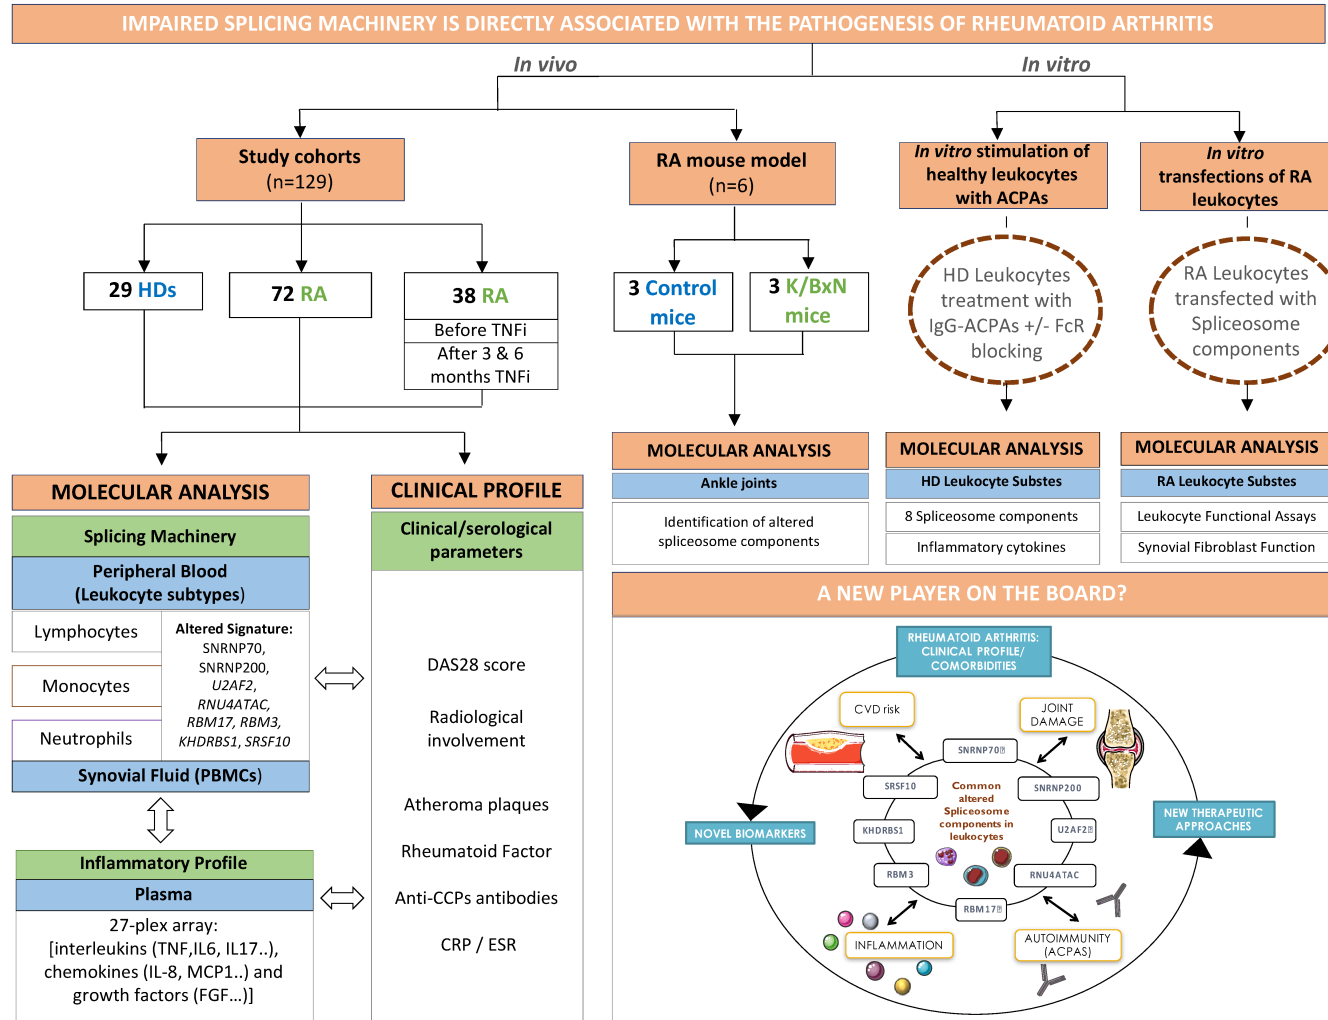 IMPAIRED SPLICING MACHINERY IS DIRECTLY ASSOCIATED WITH THE PATHOGENESIS OF RHEUMATOID ARTHRITIS
In vivo
In vitro
Study cohorts
(n=129)
RA mouse model
(n=6)
In vitro stimulation of
healthy leukocytes
with ACPAs
In vitro
transfections of RA
leukocytes
29 HDs
72 RA
38 RA
Before TNFi
After 3 & 6
months TNFi
3 Control
mice
3 K/BxN
mice
HD Leukocytes
treatment with
IgG-ACPAs +/- FcR
blocking
RA Leukocytes
transfected with
Spliceosome
components
MOLECULAR ANALYSIS
Splicing Machinery
Peripheral Blood
(Leukocyte subtypes)
Lymphocytes
Monocytes
Neutrophils
Altered Signature:
SNRNP70,
SNRNP200,
U2AF2,
RNU4ATAC,
RBM17, RBM3,
KHDRBS1, SRSF10
Synovial Fluid (PBMCs)
Inflammatory Profile
Plasma
27-plex array:
[interleukins (TNF,IL6, IL17..),
chemokines (IL-8, MCP1..) and
growth factors (FGF...)]
CLINICAL PROFILE
Clinical/serological
parameters
DAS28 score
Radiological
involvement
Atheroma plaques
Rheumatoid Factor
Anti-CCPs antibodies
CRP / ESR
MOLECULAR ANALYSIS
Ankle joints
Identification of altered
spliceosome components
MOLECULAR ANALYSIS
HD Leukocyte Substes
8 Spliceosome components
Inflammatory cytokines
MOLECULAR ANALYSIS
RA Leukocyte Substes
Leukocyte Functional Assays
Synovial Fibroblast Function
A NEW PLAYER ON THE BOARD?
RHEUMATOID ARTHRITIS:
CLINICAL PROFILE/
COMORBIDITIES
CVD risk
JOINT
DAMAGE
SNRNP70
SRSF10
SNRNP200
Common
altered
Spliceosome
components in
leukocytes
KHDRBS1
U2AF2
NOVEL BIOMARKERS
NEW THERAPEUTIC
APPROACHES
RBM3
RNU4ATAC
RBM17
INFLAMMATION
AUTOIMMUNITY
(ACPAS)